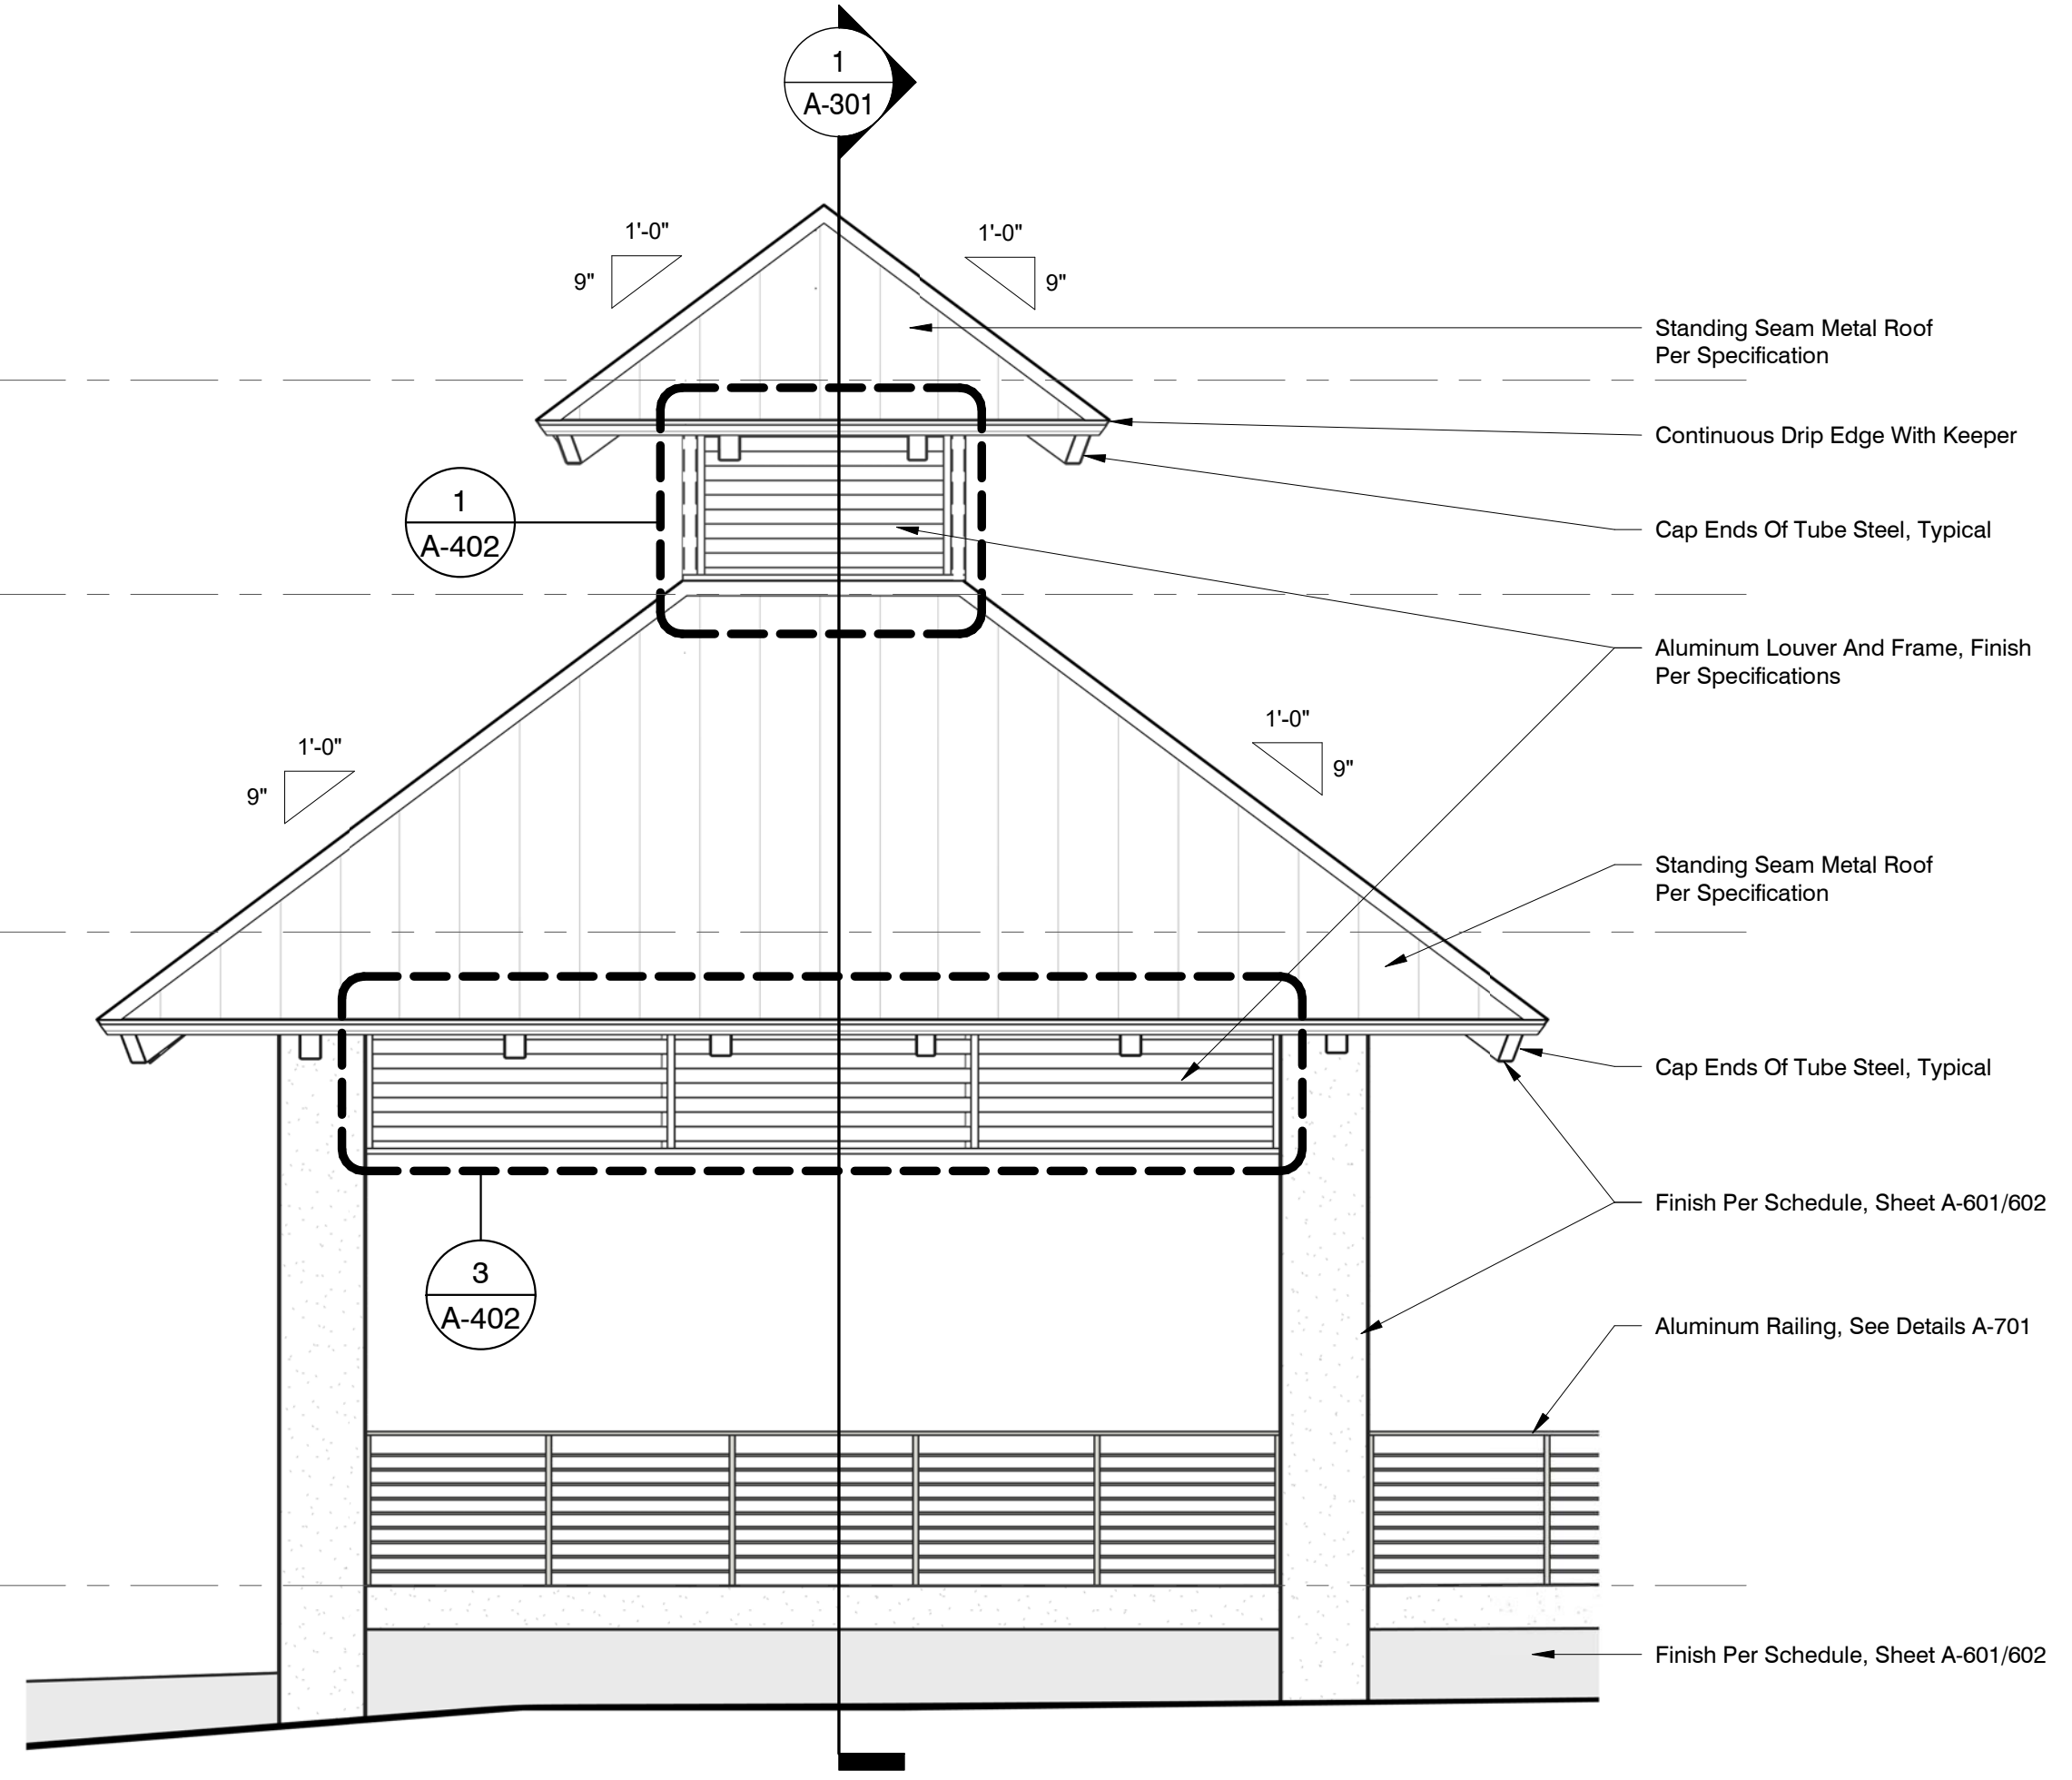 1
A-301
1'-0"
9"
1'-0"
9"
Standing Seam Metal Roof
Per Specification
Continuous Drip Edge With Keeper
1
A-402
Cap Ends Of Tube Steel, Typical
Aluminum Louver And Frame, Finish
Per Specifications
1'-0"
9"
1'-0"
9"
Standing Seam Metal Roof
Per Specification
Cap Ends Of Tube Steel, Typical
Finish Per Schedule, Sheet A-601/602
3
A-402
Aluminum Railing, See Details A-701
Finish Per Schedule, Sheet A-601/602